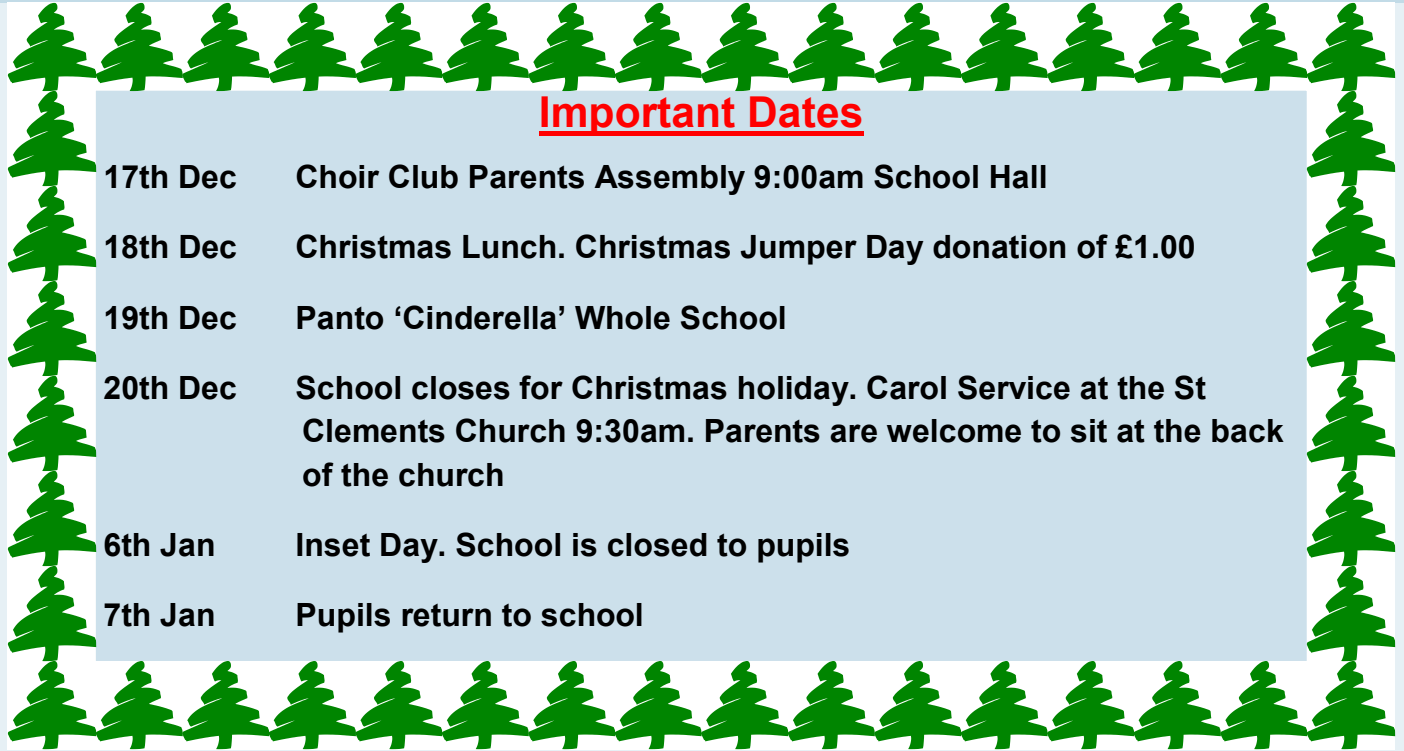 Important Dates
17th Dec Choir Club Parents Assembly 9:00am School Hall
18th Dec Christmas Lunch. Christmas Jumper Day donation of £1.00
19th Dec Panto ‘Cinderella’ Whole School
20th Dec School closes for Christmas holiday. Carol Service at the St
Clements Church 9:30am. Parents are welcome to sit at the back
of the church
6th Jan Inset Day. School is closed to pupils
7th Jan Pupils return to school